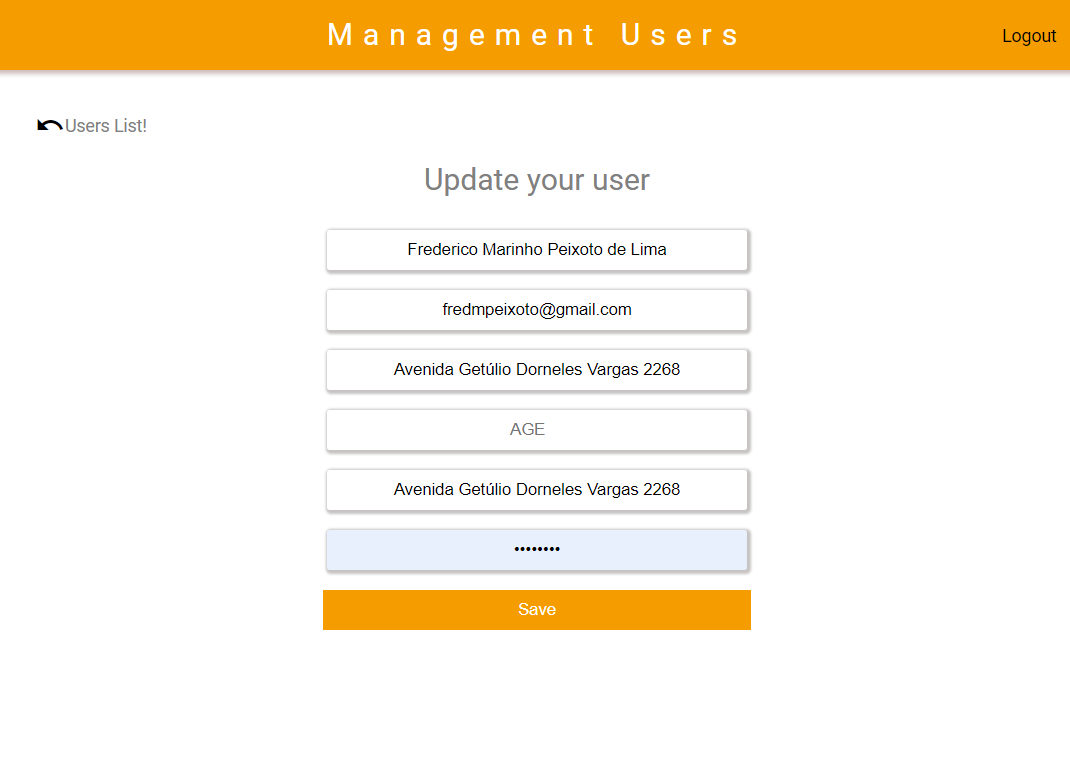 Management Users
Logout
Users List!
Update your user
Frederico Marinho Peixoto de Lima
fredmpeixoto@gmail.com
Avenida Getúlio Dorneles Vargas 2268
AGE
Avenida Getúlio Dorneles Vargas 2268
••••••••
Save